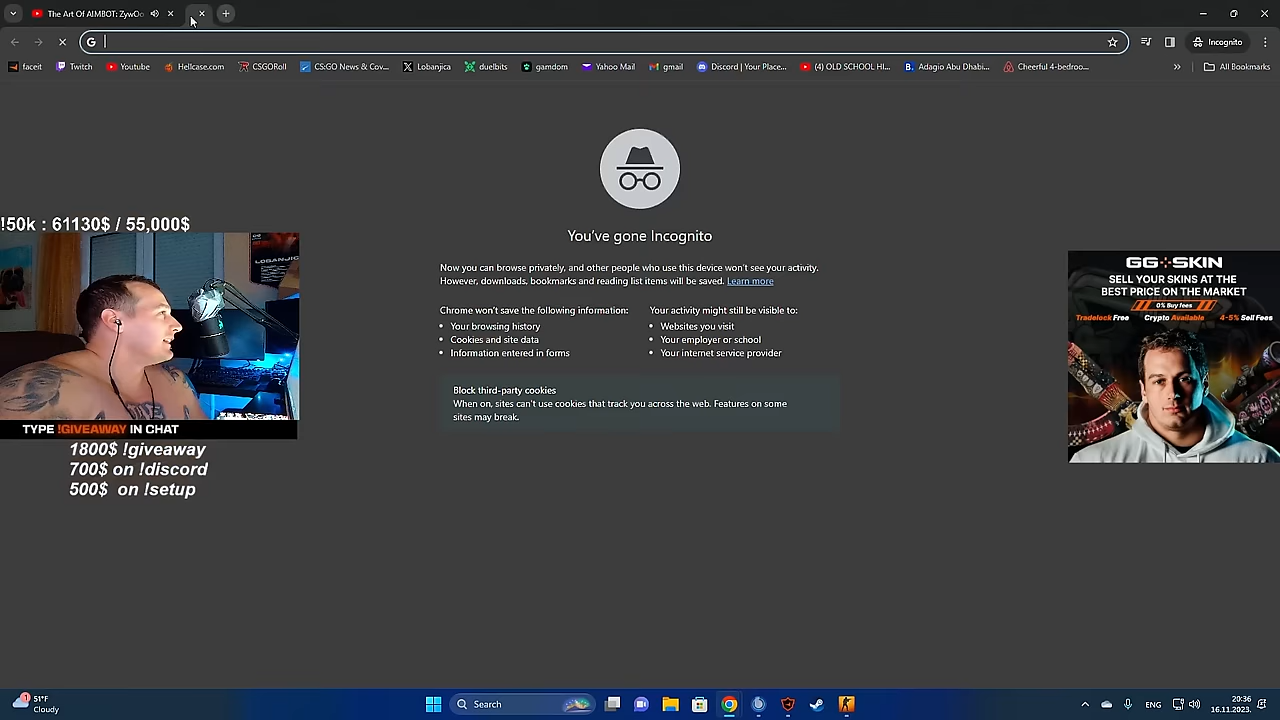 The Art Of AIMBOT: ZywOo
Incognito
faceit
Twitch
Youtube
Hellcase.com
CSGORoll
CS:GO News & Cov...
Lobanjica
duelbits
gamdom
Yahoo Mail
gmail
Discord | Your Place...
(4) OLD SCHOOL HI...
Adagio Abu Dhabi...
Cheerful 4-bedroo...
All Bookmarks
You've gone Incognito
Now you can browse privately, and other people who use this device won't see your activity.
However, downloads, bookmarks and reading list items will be saved. Learn more
Chrome won't save the following information:
Your browsing history
Cookies and site data
Information entered in forms
Your activity might still be visible to:
Websites you visit
Your employer or school
Your internet service provider
Block third-party cookies
When on, sites can't use cookies that track you across the web. Features on some
sites may break.
!50k : 61130$ / 55,000$
TYPE !GIVEAWAY IN CHAT
1800$ !giveaway
700$ on !discord
500$ on !setup
GG SKIN
SELL YOUR SKINS AT THE
BEST PRICE ON THE MARKET
0% Buy fees
Tradelock Free
Crypto Available
4-5% Sell Fees
1
51°F
Cloudy
Search
ENG
20:36
16.11.2023.